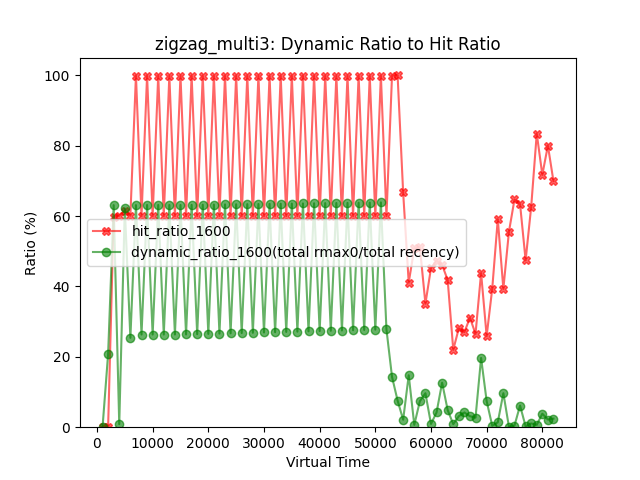 zigzag_multi3: Dynamic Ratio to Hit Ratio
100
80
60
40
20
0
Ratio (%)
hit_ratio_1600
dynamic_ratio_1600(total rmax0/total recency)
0 10000 20000 30000 40000 50000 60000 70000 80000
Virtual Time